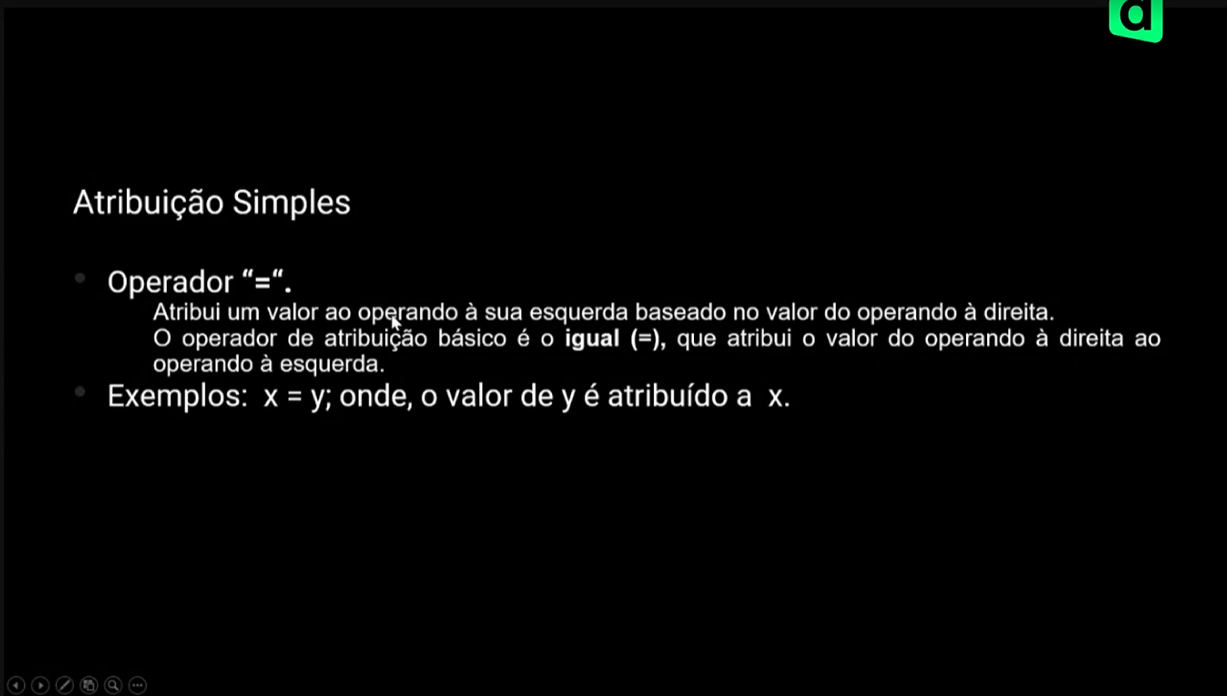 d
Atribuição Simples
Operador “=“.
Atribui um valor ao operando à sua esquerda baseado no valor do operando à direita.
O operador de atribuição básico é o igual (=), que atribui o valor do operando à direita ao
operando à esquerda.
Exemplos: x = y; onde, o valor de y é atribuído a x.